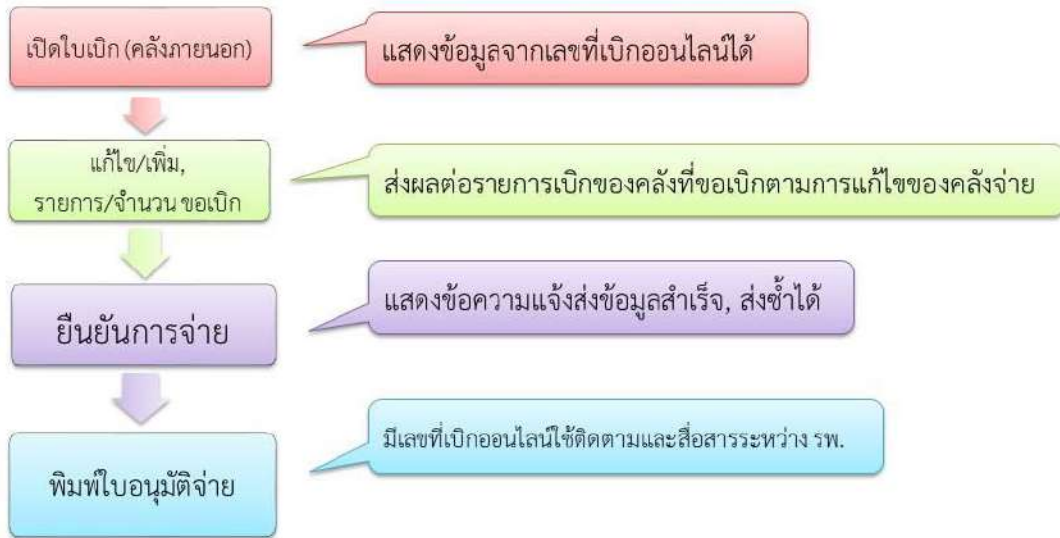 เปิดใบเบิก (คลังภายนอก)
แสดงข้อมูลจากเลขที่เบิกออนไลน์ได้
แก้ไข/เพิ่ม,
รายการ/จำนวน ขอเบิก
ส่งผลต่อรายการเบิกของคลังที่ขอเบิกตามการแก้ไขของคลังจ่าย
ยืนยันการจ่าย
แสดงข้อความแจ้งส่งข้อมูลสำเร็จ, ส่งซ้ำได้
พิมพ์ใบอนุมัติจ่าย
มีเลขที่เบิกออนไลน์ใช้ติดตามและสื่อสารระหว่าง รพ.